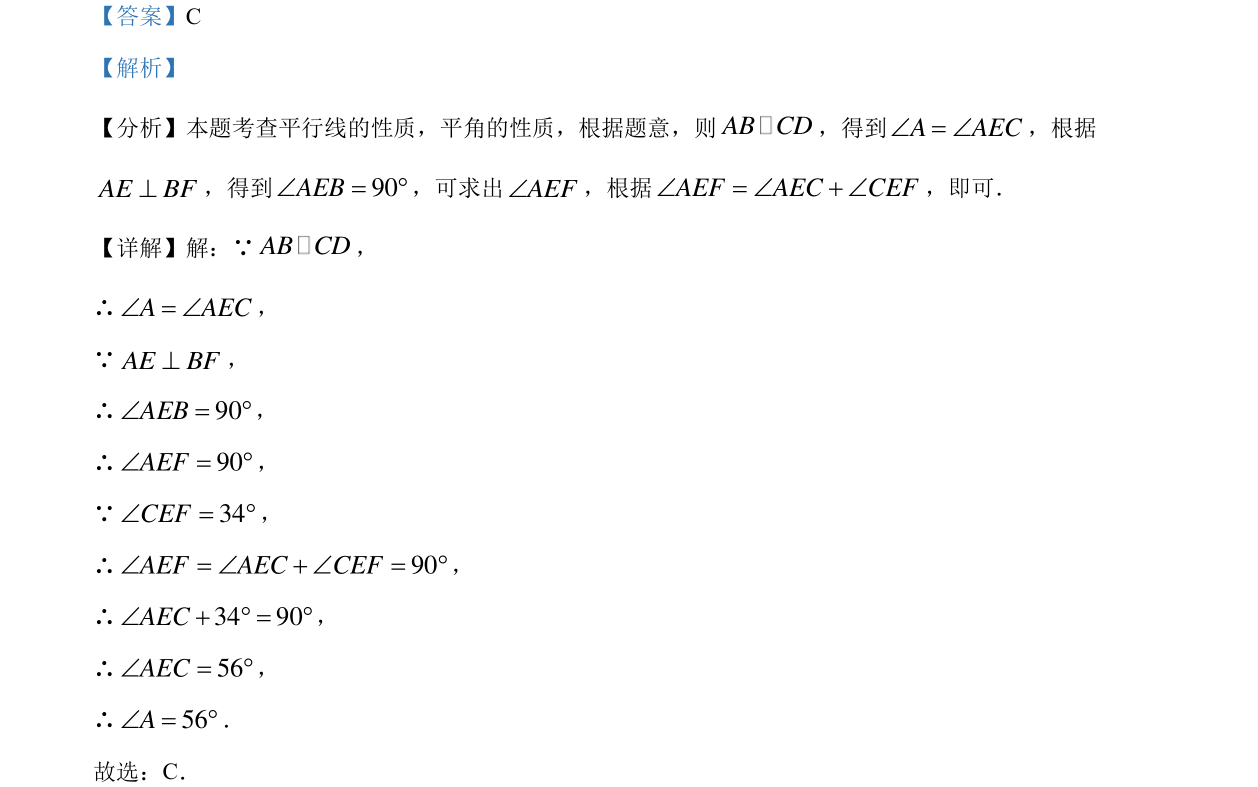 【答案】C
【解析】
【分析】本题考查平行线的性质，平角的性质，根据题意，则 AB□CD，得到∠A = ∠AEC，根据
AE ⊥ BF，得到∠AEB = 90°，可求出∠AEF，根据∠AEF = ∠AEC + ∠CEF，即可．
【详解】解：∵ AB□CD，
∴ ∠A = ∠AEC，
∵ AE ⊥ BF，
∴ ∠AEB = 90°，
∴ ∠AEF = 90°，
∵ ∠CEF = 34°，
∴ ∠AEF = ∠AEC + ∠CEF = 90°，
∴ ∠AEC + 34° = 90°，
∴ ∠AEC = 56°，
∴ ∠A = 56°．
故选：C．